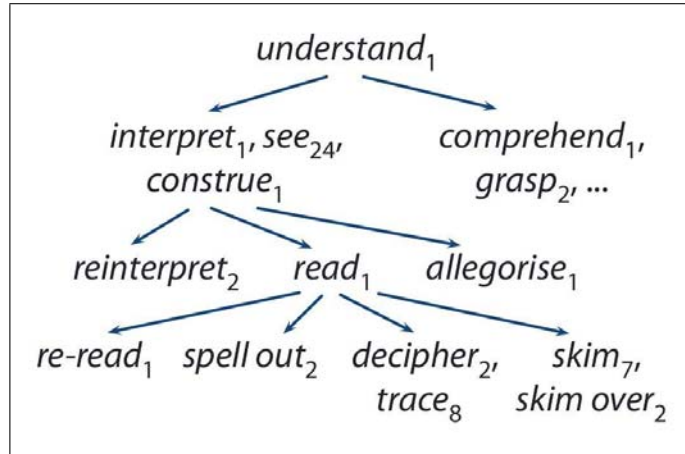 understand₁
interpret₁, see₂₄, comprehend₁,
construe₁ grasp₂, ...
reinterpret₂ read₁ allegorise₁
re-read₁ spell out₂ decipher₂, skim₇,
trace₈ skim over₂